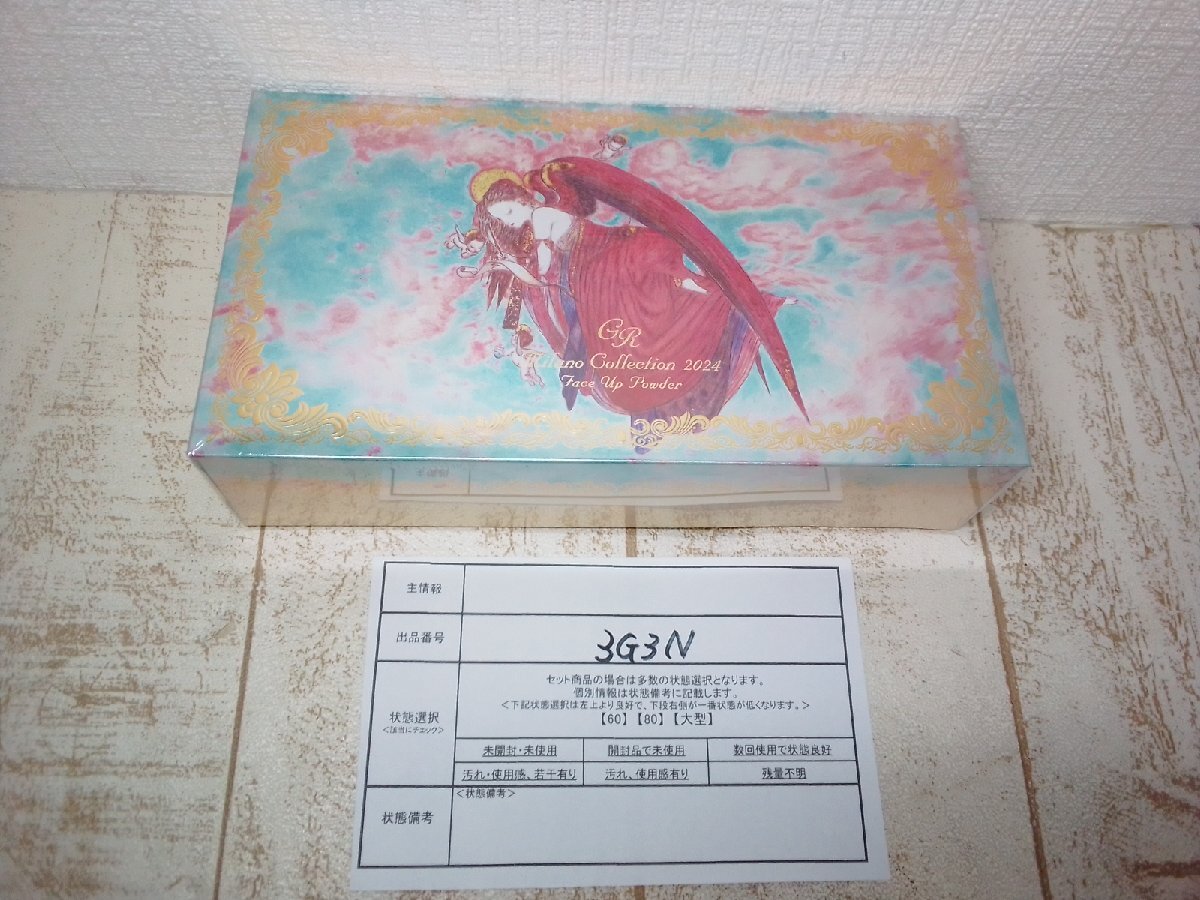 GR
Milano Collection 2024
Face Up Powder
主情報
出品番号
3G3N
状態選択
<該当にチェック>
セット商品の場合は多数の状態選択となります。
個別情報は状態備考に記載します。
<下記状態選択は左上より良好で、下段右側が一番状態が低くなります。>
【60】【80】【大型】
未開封・未使用 開封品で未使用 数回使用で状態良好
汚れ・使用感、若干有り 汚れ、使用感有り 残量不明
状態備考
<状態備考>